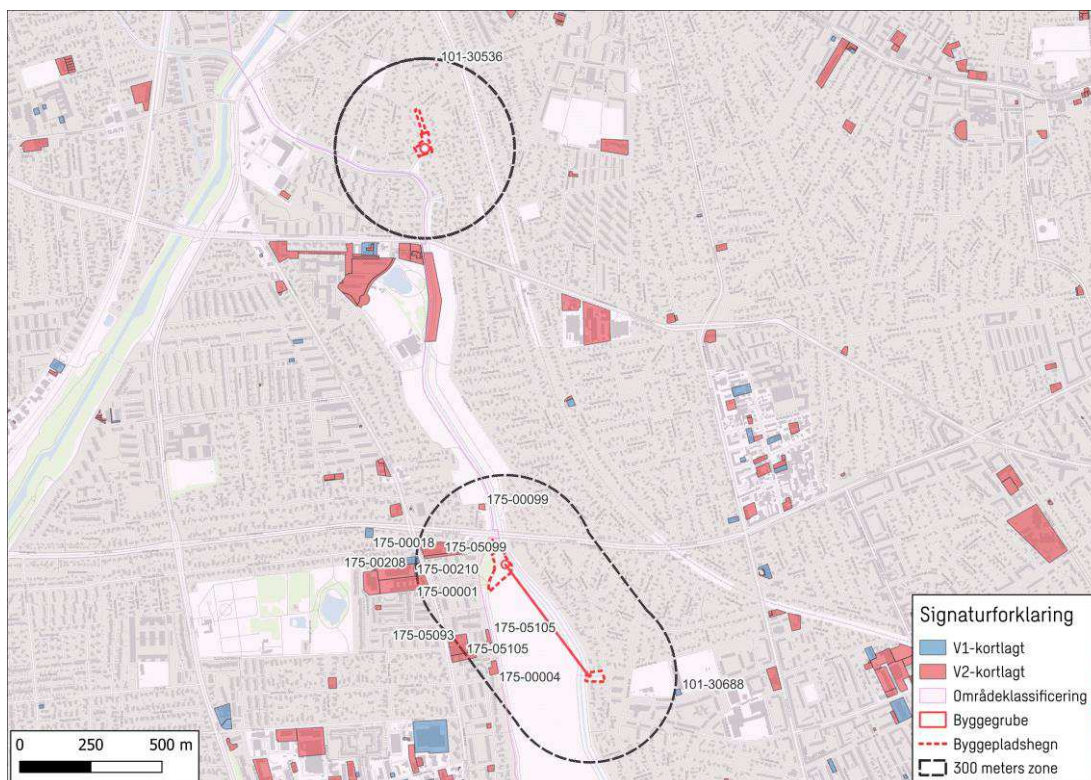 101-30536
175-00099
175-00018
175-05099
175-00208
175-00210
175-00001
175-05105
175-05093
175-05105
175-00004
101-30688
Signaturforklaring
V1-kortlagt
V2-kortlagt
Områdeklassificering
Byggegrube
Byggepladshegn
300 meters zone
0 250 500 m